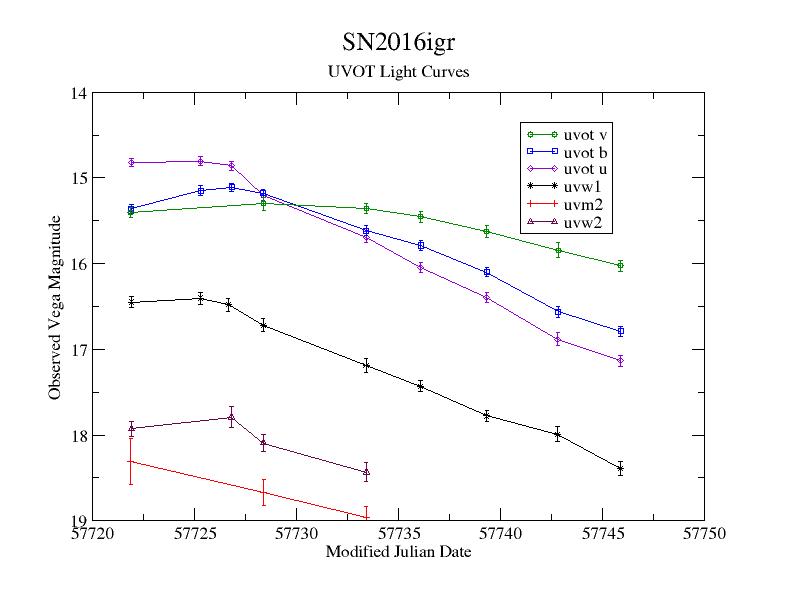 SN2016igr
UVOT Light Curves
14
15
16
17
18
19
Observed Vega Magnitude
uvot v
uvot b
uvot u
uvw1
uvm2
uvw2
57720 57725 57730 57735 57740 57745 57750
Modified Julian Date